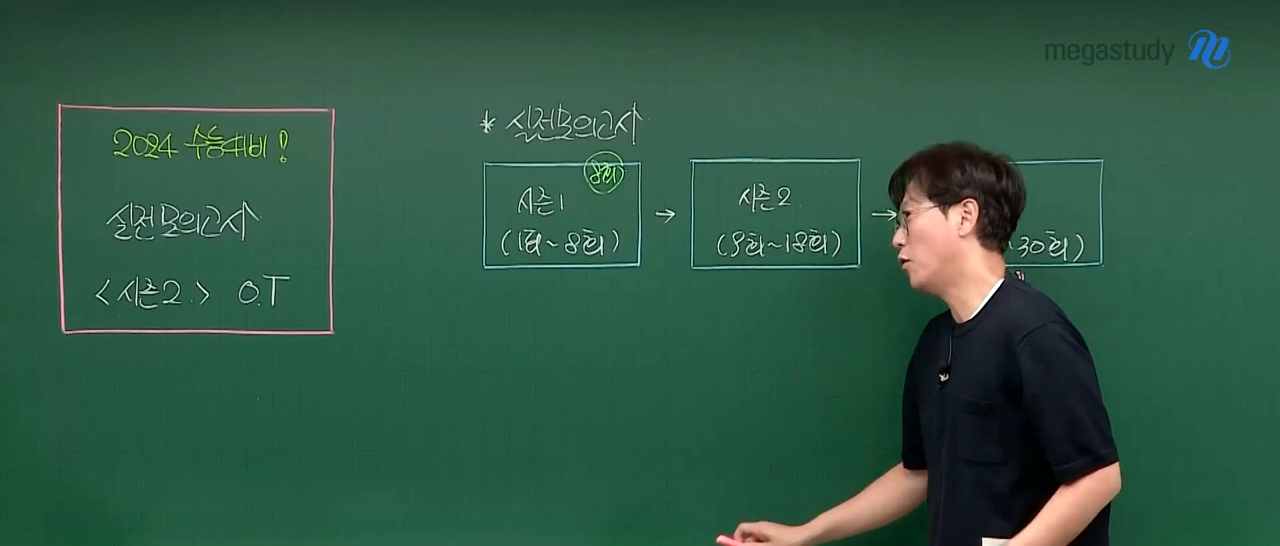 megastudy
2024 수능대비!
실전모의고사
<시즌2.> O.T
* 실전모의고사
8회
시즌1
(1회~8회)
→
시즌2.
(9회~18회)
→
~30회)